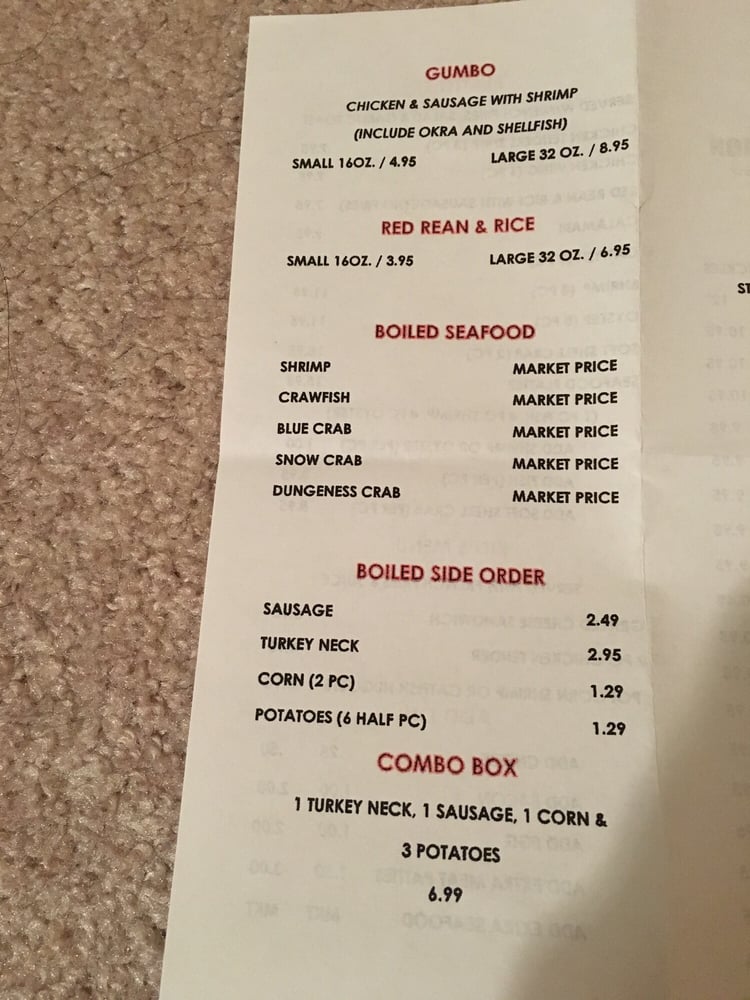 GUMBO
CHICKEN & SAUSAGE WITH SHRIMP
(INCLUDE OKRA AND SHELLFISH)
SMALL 16OZ. / 4.95 LARGE 32 OZ. / 8.95
RED REAN & RICE
SMALL 16OZ. / 3.95 LARGE 32 OZ. / 6.95
BOILED SEAFOOD
SHRIMP MARKET PRICE
CRAWFISH MARKET PRICE
BLUE CRAB MARKET PRICE
SNOW CRAB MARKET PRICE
DUNGENESS CRAB MARKET PRICE
BOILED SIDE ORDER
SAUSAGE 2.49
TURKEY NECK 2.95
CORN (2 PC) 1.29
POTATOES (6 HALF PC) 1.29
COMBO BOX
1 TURKEY NECK, 1 SAUSAGE, 1 CORN &
3 POTATOES
6.99